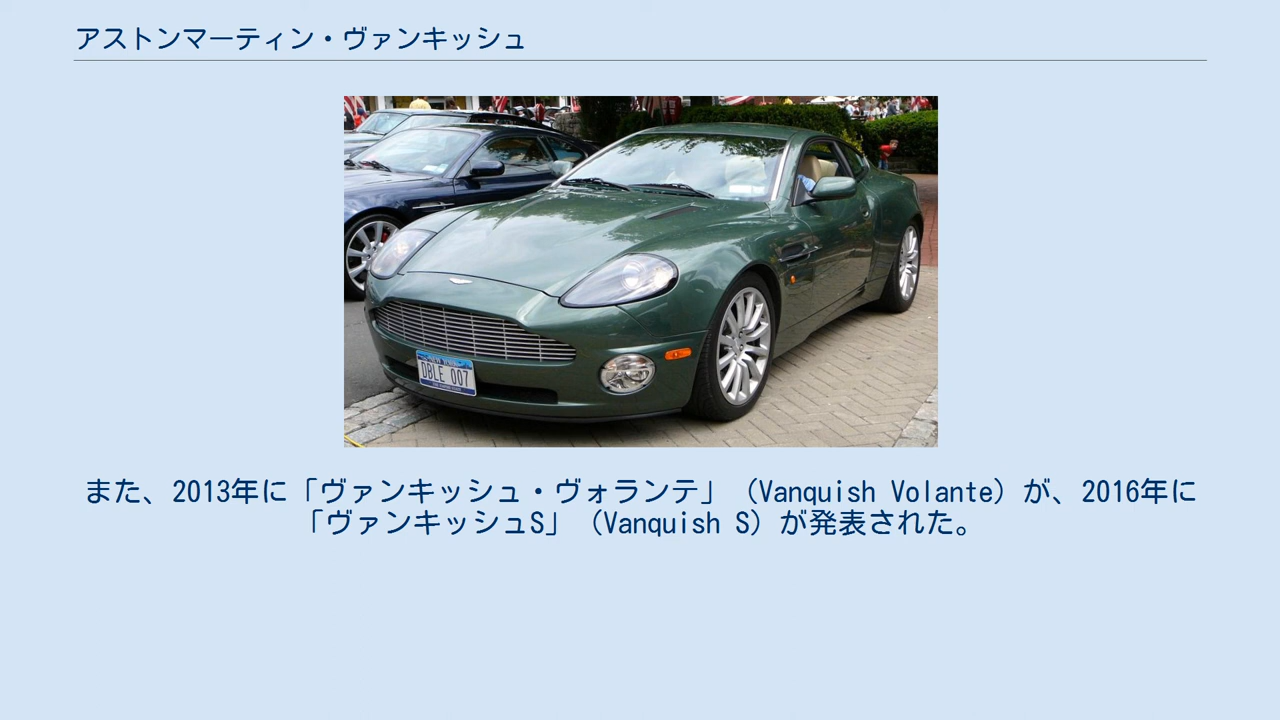 アストンマーティン・ヴァンキッシュ
DBLE 007
また、2013年に「ヴァンキッシュ・ヴォランテ」（Vanquish Volante）が、2016年に
「ヴァンキッシュS」（Vanquish S）が発表された。